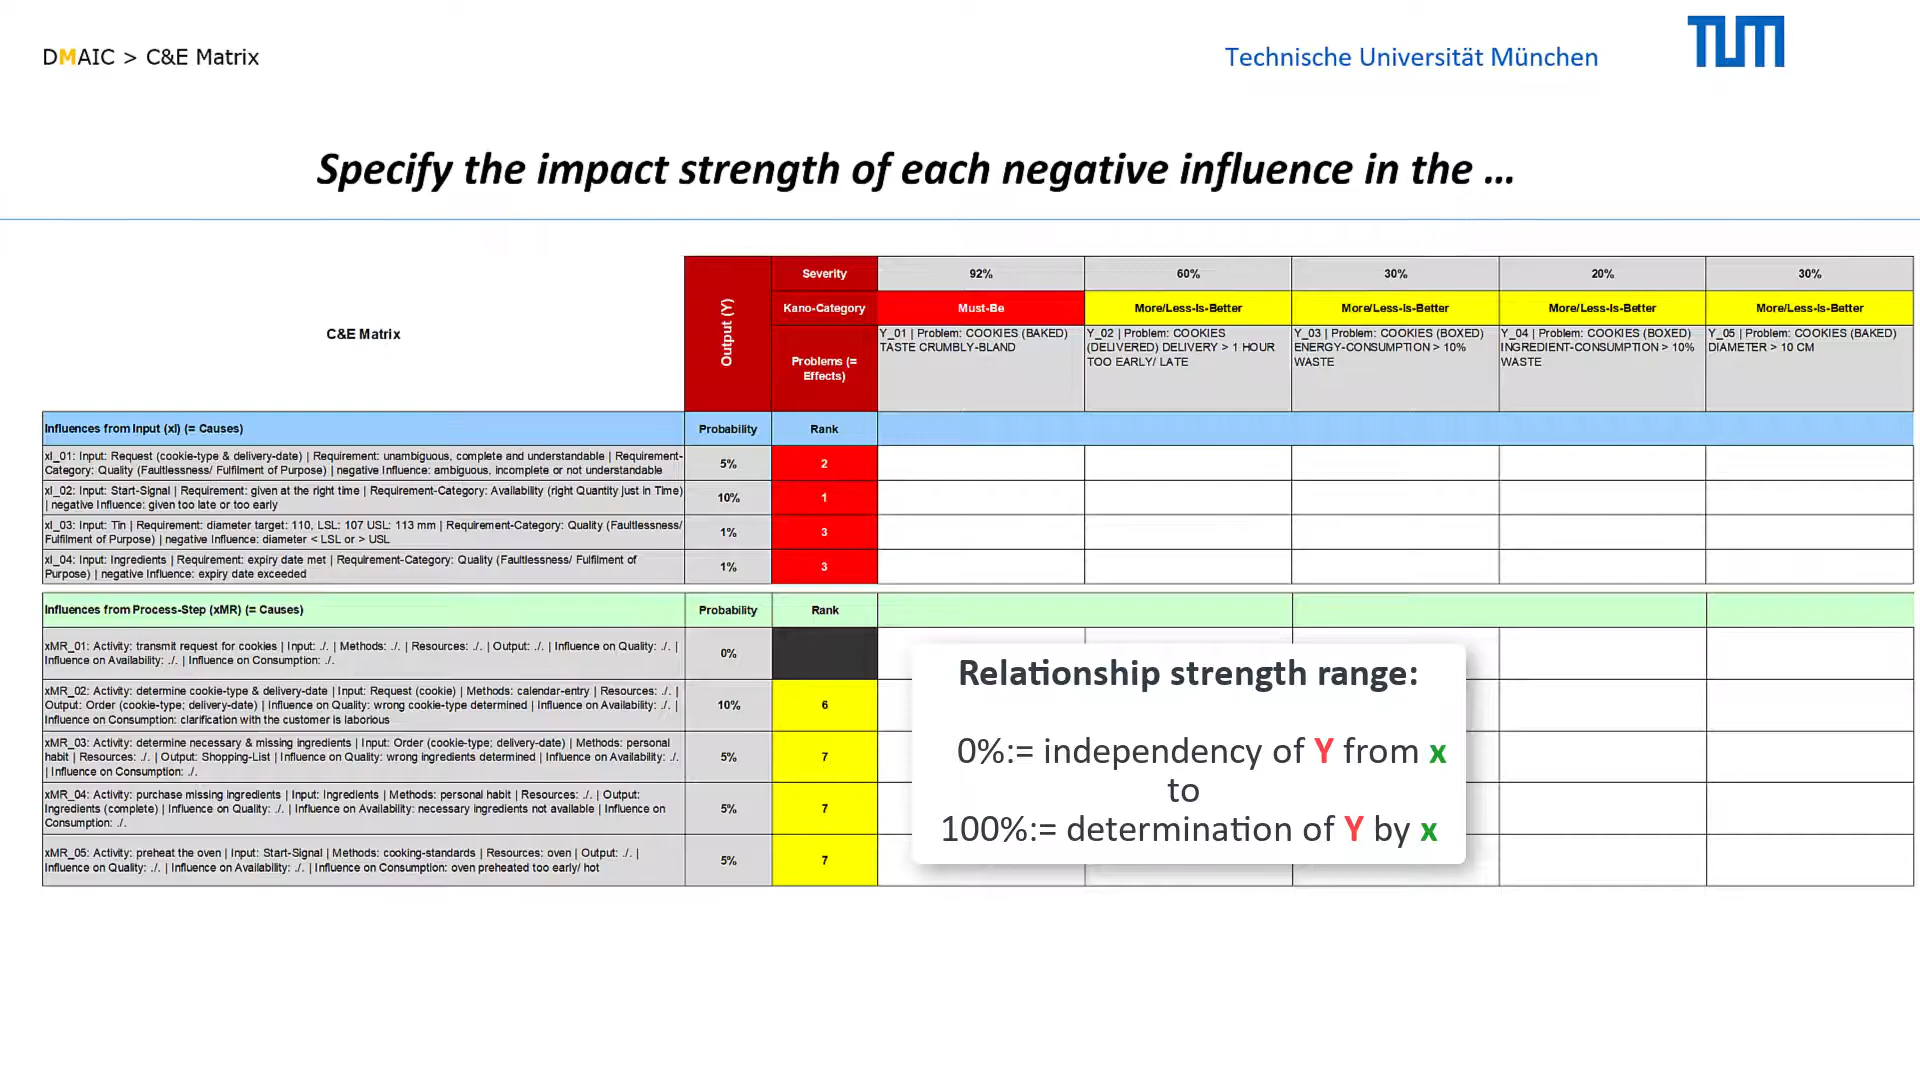 DMAIC > C&E Matrix
Technische Universität München
TUM
Specify the impact strength of each negative influence in the ...
C&E Matrix
Output (Y)
Severity
92%
60%
30%
20%
30%
Kano-Category
Must-Be
More/Less-Is-Better
More/Less-Is-Better
More/Less-Is-Better
More/Less-Is-Better
Problems (=
Effects)
Y_01 | Problem: COOKIES (BAKED)
TASTE CRUMBLY-BLAND
Y_02 | Problem: COOKIES
(DELIVERED) DELIVERY > 1 HOUR
TOO EARLY/ LATE
Y_03 | Problem: COOKIES (BOXED)
ENERGY-CONSUMPTION > 10%
WASTE
Y_04 | Problem: COOKIES (BOXED)
INGREDIENT-CONSUMPTION > 10%
WASTE
Y_05 | Problem: COOKIES (BAKED)
DIAMETER > 10 CM
Influences from Input (xI) (= Causes)
Probability
Rank
xI_01: Input: Request (cookie-type & delivery-date) | Requirement: unambiguous, complete and understandable | Requirement-
Category: Quality (Faultlessness/ Fulfilment of Purpose) | negative Influence: ambiguous, incomplete or not understandable
5%
2
xI_02: Input: Start-Signal | Requirement: given at the right time | Requirement-Category: Availability (right Quantity Just in Time)
| negative Influence: given too late or too early
10%
1
xI_03: Input: Tin | Requirement: diameter target: 110, LSL: 107 USL: 113 mm | Requirement-Category: Quality (Faultlessness/
Fulfilment of Purpose) | negative Influence: diameter < LSL or > USL
1%
3
xI_04: Input: Ingredients | Requirement: expiry date met | Requirement-Category: Quality (Faultlessness/ Fulfilment of
Purpose) | negative Influence: expiry date exceeded
1%
3
Influences from Process-Step (xMR) (= Causes)
Probability
Rank
xMR_01: Activity: transmit request for cookies | Input: ./. | Methods: ./. | Resources: ./. | Output: ./. | Influence on Quality: ./. |
Influence on Availability: ./. | Influence on Consumption: ./.
0%
xMR_02: Activity: determine cookie-type & delivery-date | Input: Request (cookie) | Methods: calendar-entry | Resources: ./. |
Output: Order (cookie-type; delivery-date) | Influence on Quality: wrong cookie-type determined | Influence on Availability: ./. |
Influence on Consumption: clarification with the customer is laborious
10%
6
xMR_03: Activity: determine necessary & missing ingredients | Input: Order (cookie-type; delivery-date) | Methods: personal
habit | Resources: ./. | Output: Shopping-List | Influence on Quality: wrong ingredients determined | Influence on Availability: ./.
| Influence on Consumption: ./.
5%
7
xMR_04: Activity: purchase missing ingredients | Input: Ingredients | Methods: personal habit | Resources: ./. | Output:
Ingredients (complete) | Influence on Quality: ./. | Influence on Availability: necessary ingredients not available | Influence on
Consumption: ./.
5%
7
xMR_05: Activity: preheat the oven | Input: Start-Signal | Methods: cooking-standards | Resources: oven | Output: ./. |
Influence on Quality: ./. | Influence on Availability: ./. | Influence on Consumption: oven preheated too early/ hot
5%
7
Relationship strength range:
0%:= independency of Y from x
to
100%:= determination of Y by x